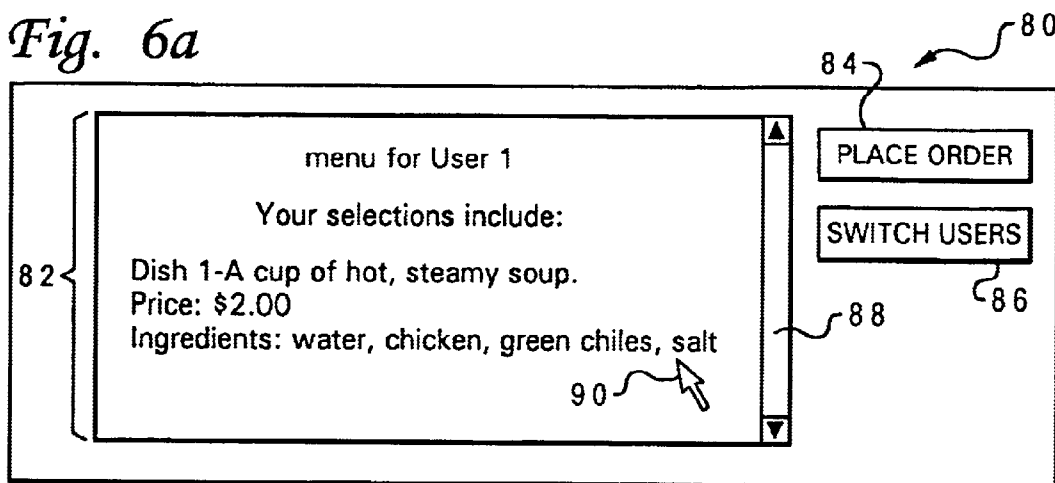 Fig. 6a
80
84
menu for User 1
PLACE ORDER
Your selections include:
SWITCH USERS
82
Dish 1-A cup of hot, steamy soup.
86
Price: $2.00
88
Ingredients: water, chicken, green chiles, salt
90